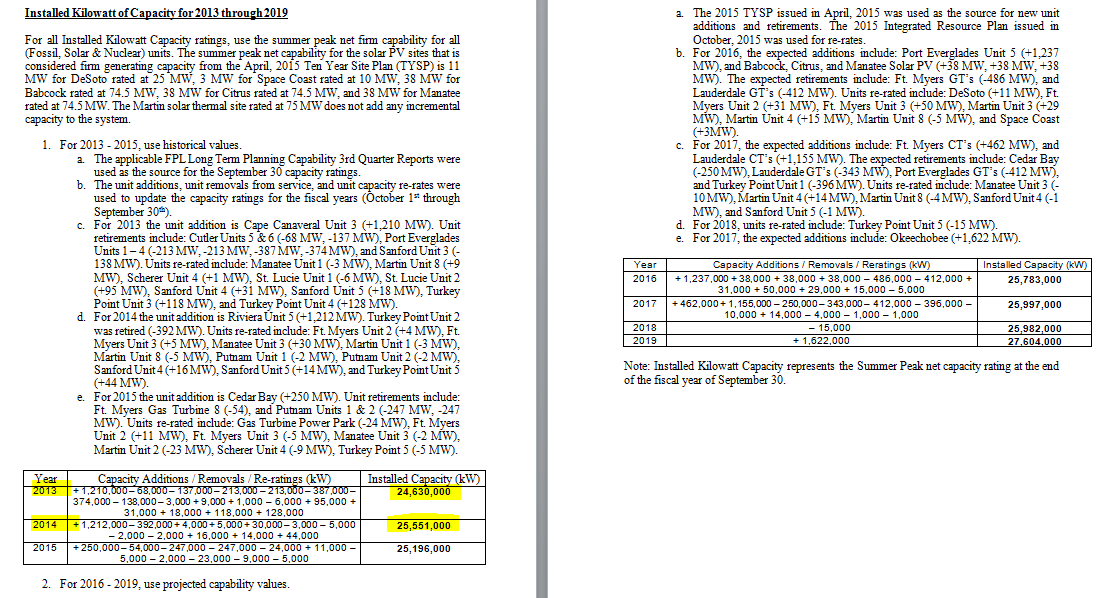 Installed Kilowatt of Capacity for 2013 through 2019
For all Installed Kilowatt Capacity ratings, use the summer peak net firm capability for all
(Fossil, Solar & Nuclear) units. The summer peak net capability for the solar PV sites that is
considered firm generating capacity from the April, 2015 Ten Year Site Plan (TYSP) is 11
MW for DeSoto rated at 25 MW, 3 MW for Space Coast rated at 10 MW, 38 MW for
Babcock rated at 74.5 MW, 38 MW for Citrus rated at 74.5 MW, and 38 MW for Manatee
rated at 74.5 MW. The Martin solar thermal site rated at 75 MW does not add any incremental
capacity to the system.
1. For 2013 - 2015, use historical values.
a. The applicable FPL Long Term Planning Capability 3rd Quarter Reports were
used as the source for the September 30 capacity ratings.
b. The unit additions, unit removals from service, and unit capacity re-rates were
used to update the capacity ratings for the fiscal years (October 1st through
September 30th).
c. For 2013 the unit addition is Cape Canaveral Unit 3 (+1,210 MW). Unit
retirements include: Cutler Units 5 & 6 (-68 MW, -137 MW), Port Everglades
Units 1 – 4 (-213 MW, -213 MW, -387 MW, -374 MW), and Sanford Unit 3 (-
138 MW). Units re-rated include: Manatee Unit 1 (-3 MW), Martin Unit 8 (+9
MW), Scherer Unit 4 (+1 MW), St. Lucie Unit 1 (-6 MW), St. Lucie Unit 2
(+95 MW), Sanford Unit 4 (+31 MW), Sanford Unit 5 (+18 MW), Turkey
Point Unit 3 (+118 MW), and Turkey Point Unit 4 (+128 MW).
d. For 2014 the unit addition is Riviera Unit 5 (+1,212 MW). Turkey Point Unit 2
was retired (-392 MW). Units re-rated include: Ft. Myers Unit 2 (+4 MW), Ft.
Myers Unit 3 (+5 MW), Manatee Unit 3 (+30 MW), Martin Unit 1 (-3 MW),
Martin Unit 8 (-5 MW), Putnam Unit 1 (-2 MW), Putnam Unit 2 (-2 MW),
Sanford Unit 4 (+16 MW), Sanford Unit 5 (+14 MW), and Turkey Point Unit 5
(+44 MW).
e. For 2015 the unit addition is Cedar Bay (+250 MW). Unit retirements include:
Ft. Myers Gas Turbine 8 (-54), and Putnam Units 1 & 2 (-247 MW, -247
MW). Units re-rated include: Gas Turbine Power Park (-24 MW), Ft. Myers
Unit 2 (+11 MW), Ft. Myers Unit 3 (-5 MW), Manatee Unit 3 (-2 MW),
Martin Unit 2 (-23 MW), Scherer Unit 4 (-9 MW), Turkey Point 5 (-5 MW).
Year Capacity Additions / Removals / Re-ratings (kW) Installed Capacity (kW)
2013 + 1,210,000 – 68,000 – 137,000 – 213,000 – 213,000 – 387,000 – 24,630,000
374,000 – 138,000 – 3,000 + 9,000 + 1,000 – 6,000 + 95,000 +
31,000 + 18,000 + 118,000 + 128,000
2014 + 1,212,000 – 392,000 + 4,000 + 5,000 + 30,000 – 3,000 – 5,000 25,551,000
– 2,000 – 2,000 + 16,000 + 14,000 + 44,000
2015 + 250,000 – 54,000 – 247,000 – 247,000 – 24,000 + 11,000 – 25,196,000
5,000 – 2,000 – 23,000 – 9,000 – 5,000
2. For 2016 - 2019, use projected capability values.
a. The 2015 TYSP issued in April, 2015 was used as the source for new unit
additions and retirements. The 2015 Integrated Resource Plan issued in
October, 2015 was used for re-rates.
b. For 2016, the expected additions include: Port Everglades Unit 5 (+1,237
MW), and Babcock, Citrus, and Manatee Solar PV (+38 MW, +38 MW, +38
MW). The expected retirements include: Ft. Myers GT's (-486 MW), and
Lauderdale GT's (-412 MW). Units re-rated include: DeSoto (+11 MW), Ft.
Myers Unit 2 (+31 MW), Ft. Myers Unit 3 (+50 MW), Martin Unit 3 (+29
MW), Martin Unit 4 (+15 MW), Martin Unit 8 (-5 MW), and Space Coast
(+3MW).
c. For 2017, the expected additions include: Ft. Myers CT's (+462 MW), and
Lauderdale CT's (+1,155 MW). The expected retirements include: Cedar Bay
(-250 MW), Lauderdale GT's (-343 MW), Port Everglades GT's (-412 MW),
and Turkey Point Unit 1 (-396 MW). Units re-rated include: Manatee Unit 3 (-
10 MW), Martin Unit 4 (+14 MW), Martin Unit 8 (-4 MW), Sanford Unit 4 (-1
MW), and Sanford Unit 5 (-1 MW).
d. For 2018, units re-rated include: Turkey Point Unit 5 (-15 MW).
e. For 2017, the expected additions include: Okeechobee (+1,622 MW).
Year Capacity Additions / Removals / Reratings (kW) Installed Capacity (kW)
2016 + 1,237,000 + 38,000 + 38,000 + 38,000 – 486,000 – 412,000 + 25,783,000
31,000 + 50,000 + 29,000 + 15,000 – 5,000
2017 + 462,000 + 1,155,000 – 250,000 – 343,000 – 412,000 – 396,000 – 25,997,000
10,000 + 14,000 – 4,000 – 1,000 – 1,000
2018 – 15,000 25,982,000
2019 + 1,622,000 27,604,000
Note: Installed Kilowatt Capacity represents the Summer Peak net capacity rating at the end
of the fiscal year of September 30.